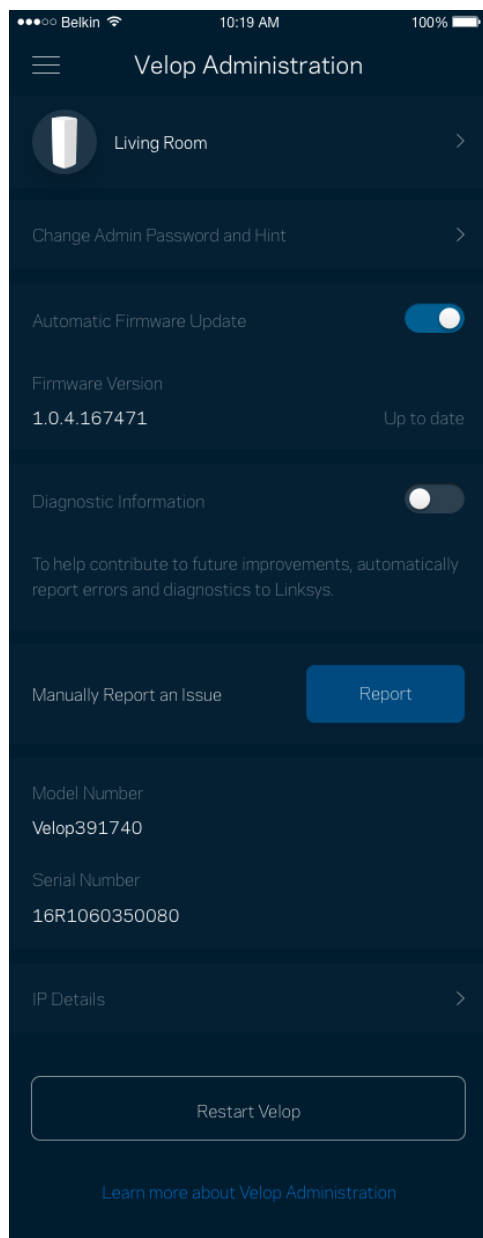 Belkin 10:19 AM 100%
Velop Administration
Living Room
Change Admin Password and Hint
Automatic Firmware Update
Firmware Version
1.0.4.167471 Up to date
Diagnostic Information
To help contribute to future improvements, automatically
report errors and diagnostics to Linksys.
Manually Report an Issue Report
Model Number
Velop391740
Serial Number
16R1060350080
IP Details
Restart Velop
Learn more about Velop Administration